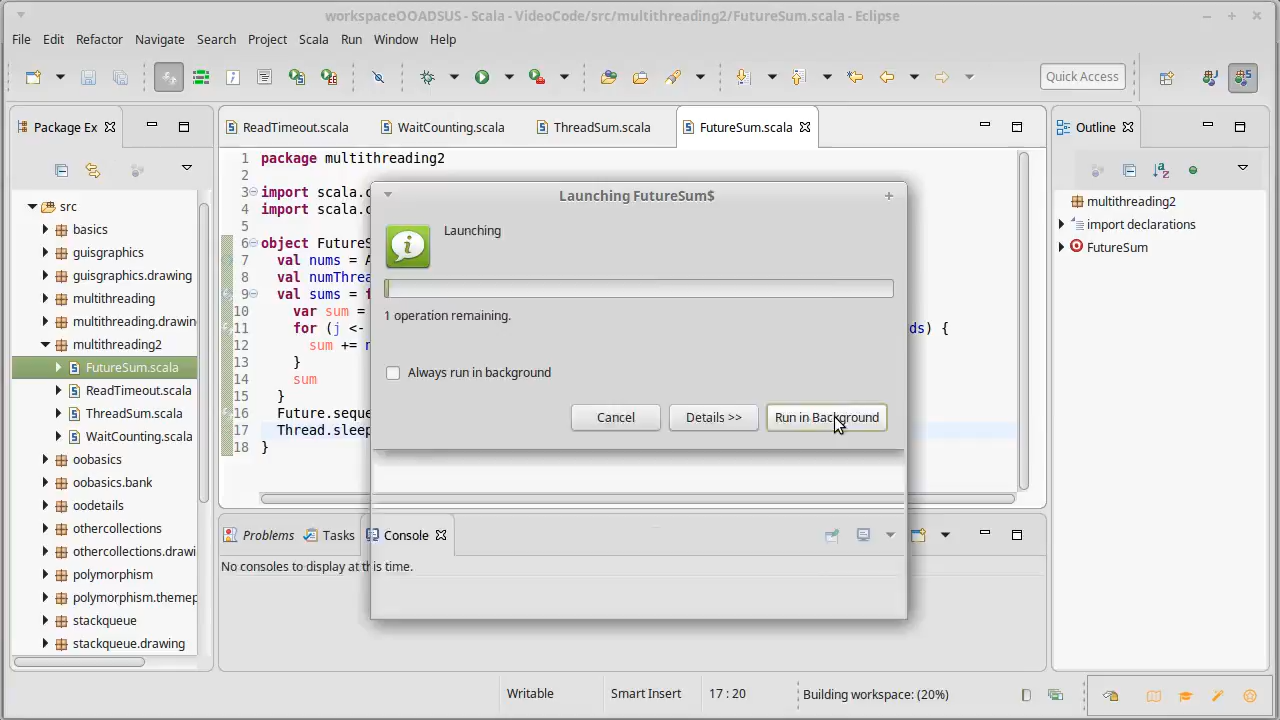 workspaceOOADSUS - Scala - VideoCode/src/multithreading2/FutureSum.scala - Eclipse
File Edit Refactor Navigate Search Project Scala Run Window Help
Quick Access
Package Ex
ReadTimeout.scala WaitCounting.scala ThreadSum.scala FutureSum.scala
Outline
src
basics
guisgraphics
guisgraphics.drawing
multithreading
multithreading.drawin
multithreading2
FutureSum.scala
ReadTimeout.scala
ThreadSum.scala
WaitCounting.scala
oobasics
oobasics.bank
oodetails
othercollections
othercollections.drawi
polymorphism
polymorphism.themep
stackqueue
stackqueue.drawing
1 package multithreading2
2
3 import scala.
4 import scala.
5
6 object Future
7 val nums =
8 val numThre
9 val sums =
10 var sum =
11 for (j <- ds) {
12 sum +=
13 }
14 sum
15 }
16 Future.seque
17 Thread.sleep
18 }
Launching FutureSum$
Launching
1 operation remaining.
Always run in background
Cancel Details >> Run in Background
multithreading2
import declarations
FutureSum
Problems Tasks Console
No consoles to display at this time.
Writable Smart Insert 17 : 20 Building workspace: (20%)